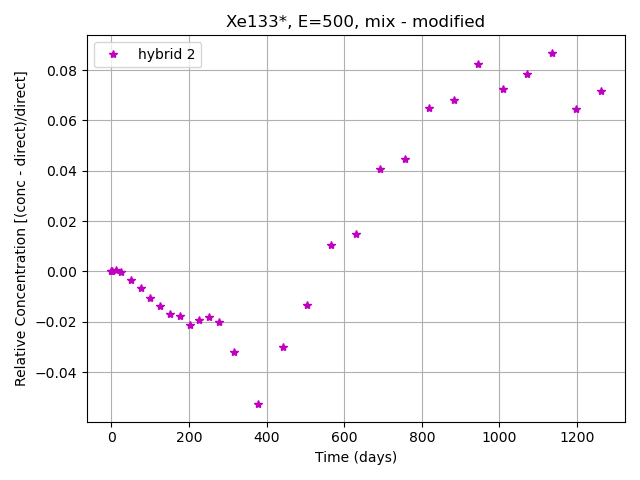 Xe133*, E=500, mix - modified
hybrid 2
Relative Concentration [(conc - direct)/direct]
0.08
0.06
0.04
0.02
0.00
−0.02
−0.04
0 200 400 600 800 1000 1200
Time (days)